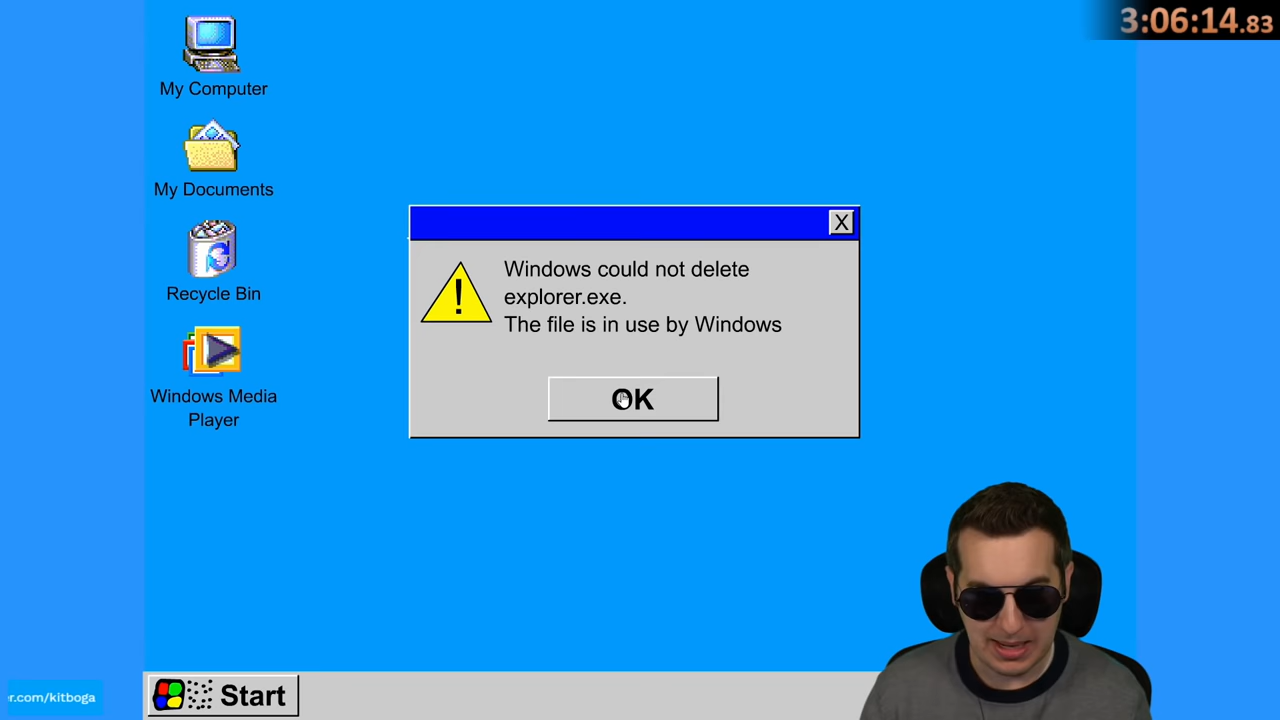 3:06:14.83
My Computer
My Documents
Recycle Bin
Windows Media
Player
X
Windows could not delete
explorer.exe.
The file is in use by Windows
!
OK
er.com/kitboga
Start